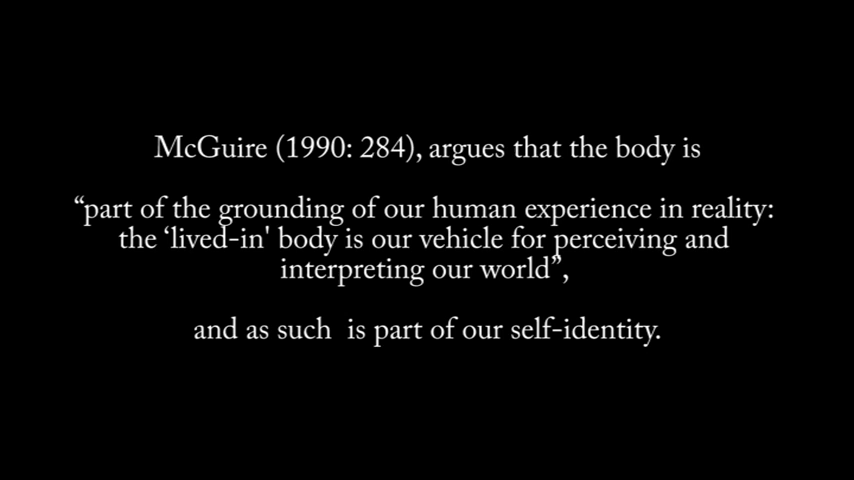 McGuire (1990: 284), argues that the body is
“part of the grounding of our human experience in reality:
the ‘lived-in' body is our vehicle for perceiving and
interpreting our world”,
and as such  is part of our self-identity.